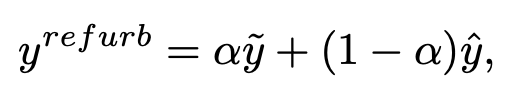 y^{refurb} = αỹ + (1 − α)ŷ,